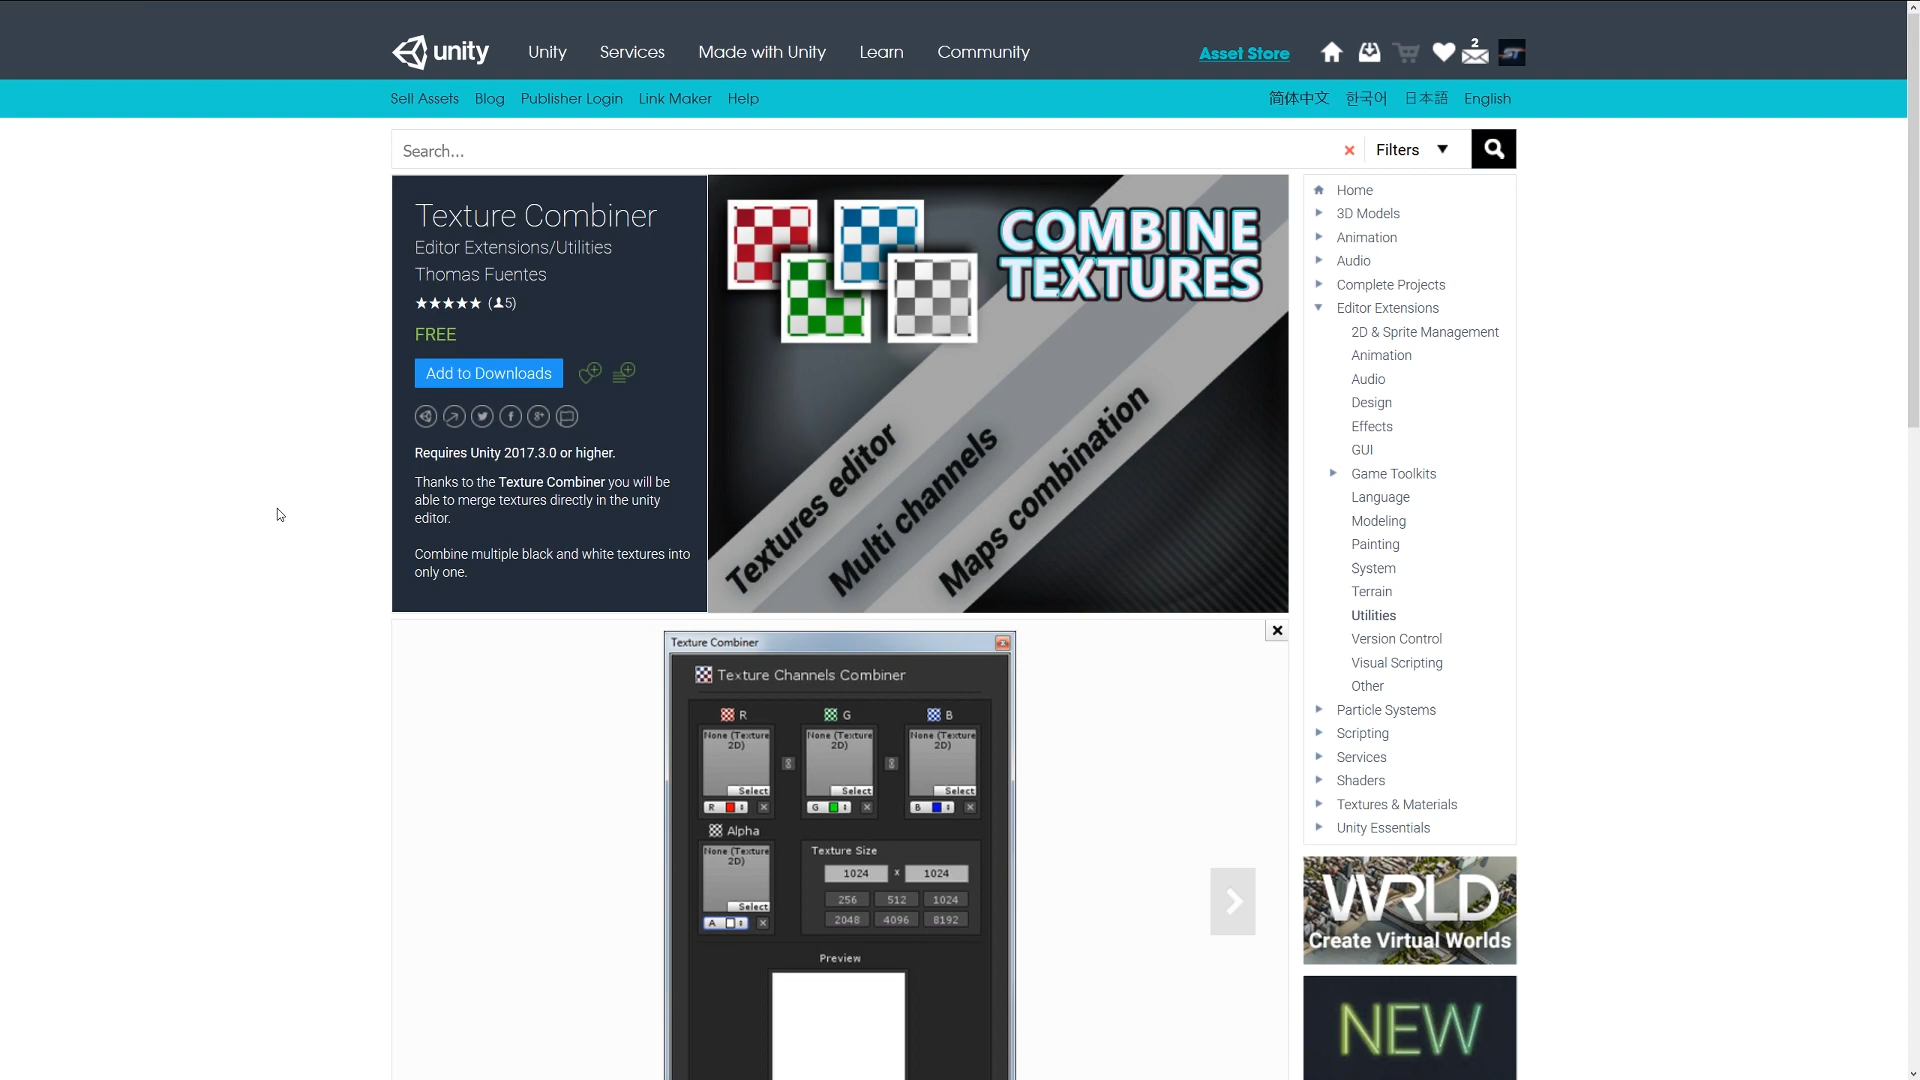 unity
Unity Services Made with Unity Learn Community
Asset Store
2
ST
Sell Assets Blog Publisher Login Link Maker Help
简体中文 한국어 日本語 English
Search...
Filters
Texture Combiner
Editor Extensions/Utilities
Thomas Fuentes
★★★★★ (5)
FREE
Add to Downloads
Requires Unity 2017.3.0 or higher.
Thanks to the Texture Combiner you will be
able to merge textures directly in the unity
editor.
Combine multiple black and white textures into
only one.
COMBINE
TEXTURES
Textures editor
Multi channels
Maps combination
Home
3D Models
Animation
Audio
Complete Projects
Editor Extensions
2D & Sprite Management
Animation
Audio
Design
Effects
GUI
Game Toolkits
Language
Modeling
Painting
System
Terrain
Utilities
Version Control
Visual Scripting
Other
Particle Systems
Scripting
Services
Shaders
Textures & Materials
Unity Essentials
Texture Combiner
Texture Channels Combiner
R G B
None (Texture 2D) None (Texture 2D) None (Texture 2D)
Select Select Select
R G B
Alpha
None (Texture 2D)
Select
A
Texture Size
1024 x 1024
256 512 1024
2048 4096 8192
Preview
WRLD
Create Virtual Worlds
NEW